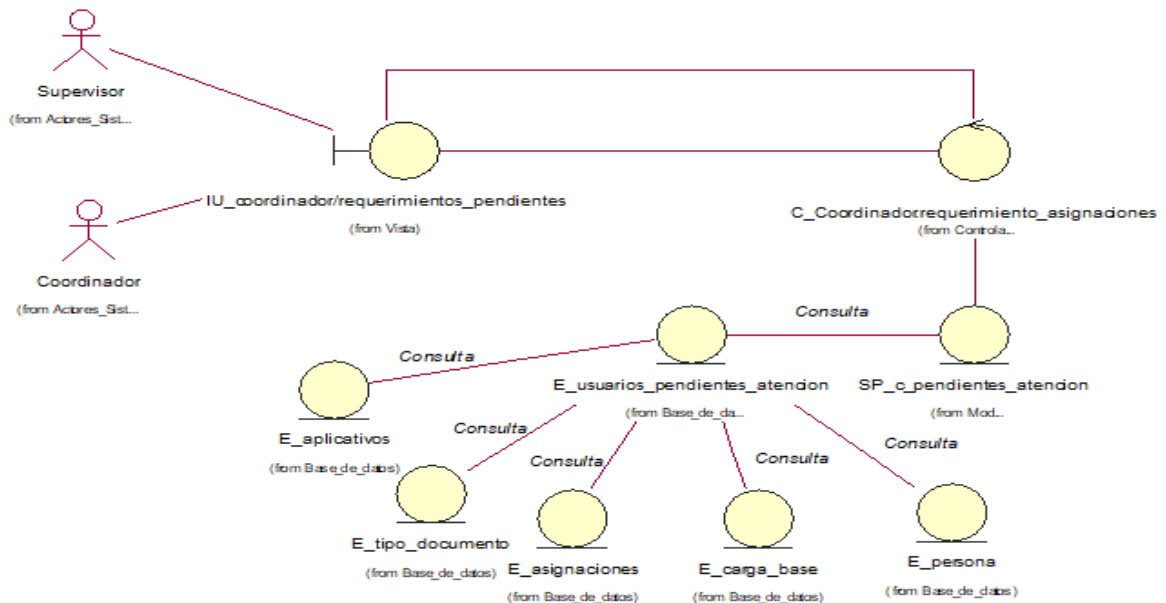 Supervisor
(from Actores_Sist...
IU_coordinador/requerimientos_pendientes
(from Vista)
C_Coordinador.requerimiento_asignaciones
(from Controla...
Coordinador
(from Actores_Sist...
Consulta
Consulta
E_usuarios_pendientes_atencion
(from Base_de_da...
SP_c_pendientes_atencion
(from Mod...
E_aplicativos
(from Base_de_datos)
Consulta
Consulta
Consulta
Consulta
E_tipo_documento
(from Base_de_datos)
E_asignaciones
(from Base_de_datos)
E_carga_base
(from Base_de_datos)
E_persona
(from Base_de_datos)